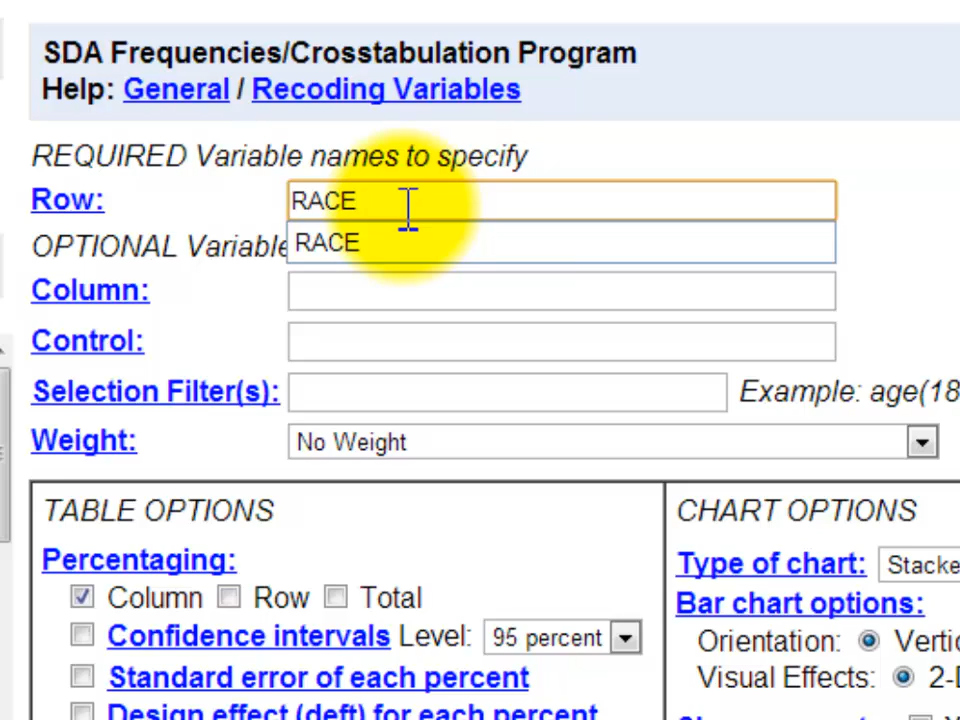 SDA Frequencies/Crosstabulation Program
Help: General / Recoding Variables
REQUIRED Variable names to specify
Row: RACE
RACE
OPTIONAL Variable
Column:
Control:
Selection Filter(s): Example: age(18
Weight: No Weight
TABLE OPTIONS
Percentaging:
Column Row Total
Confidence intervals Level: 95 percent
Standard error of each percent
Design effect (deft) for each percent
CHART OPTIONS
Type of chart: Stacke
Bar chart options:
Orientation: Vertic
Visual Effects: 2-D